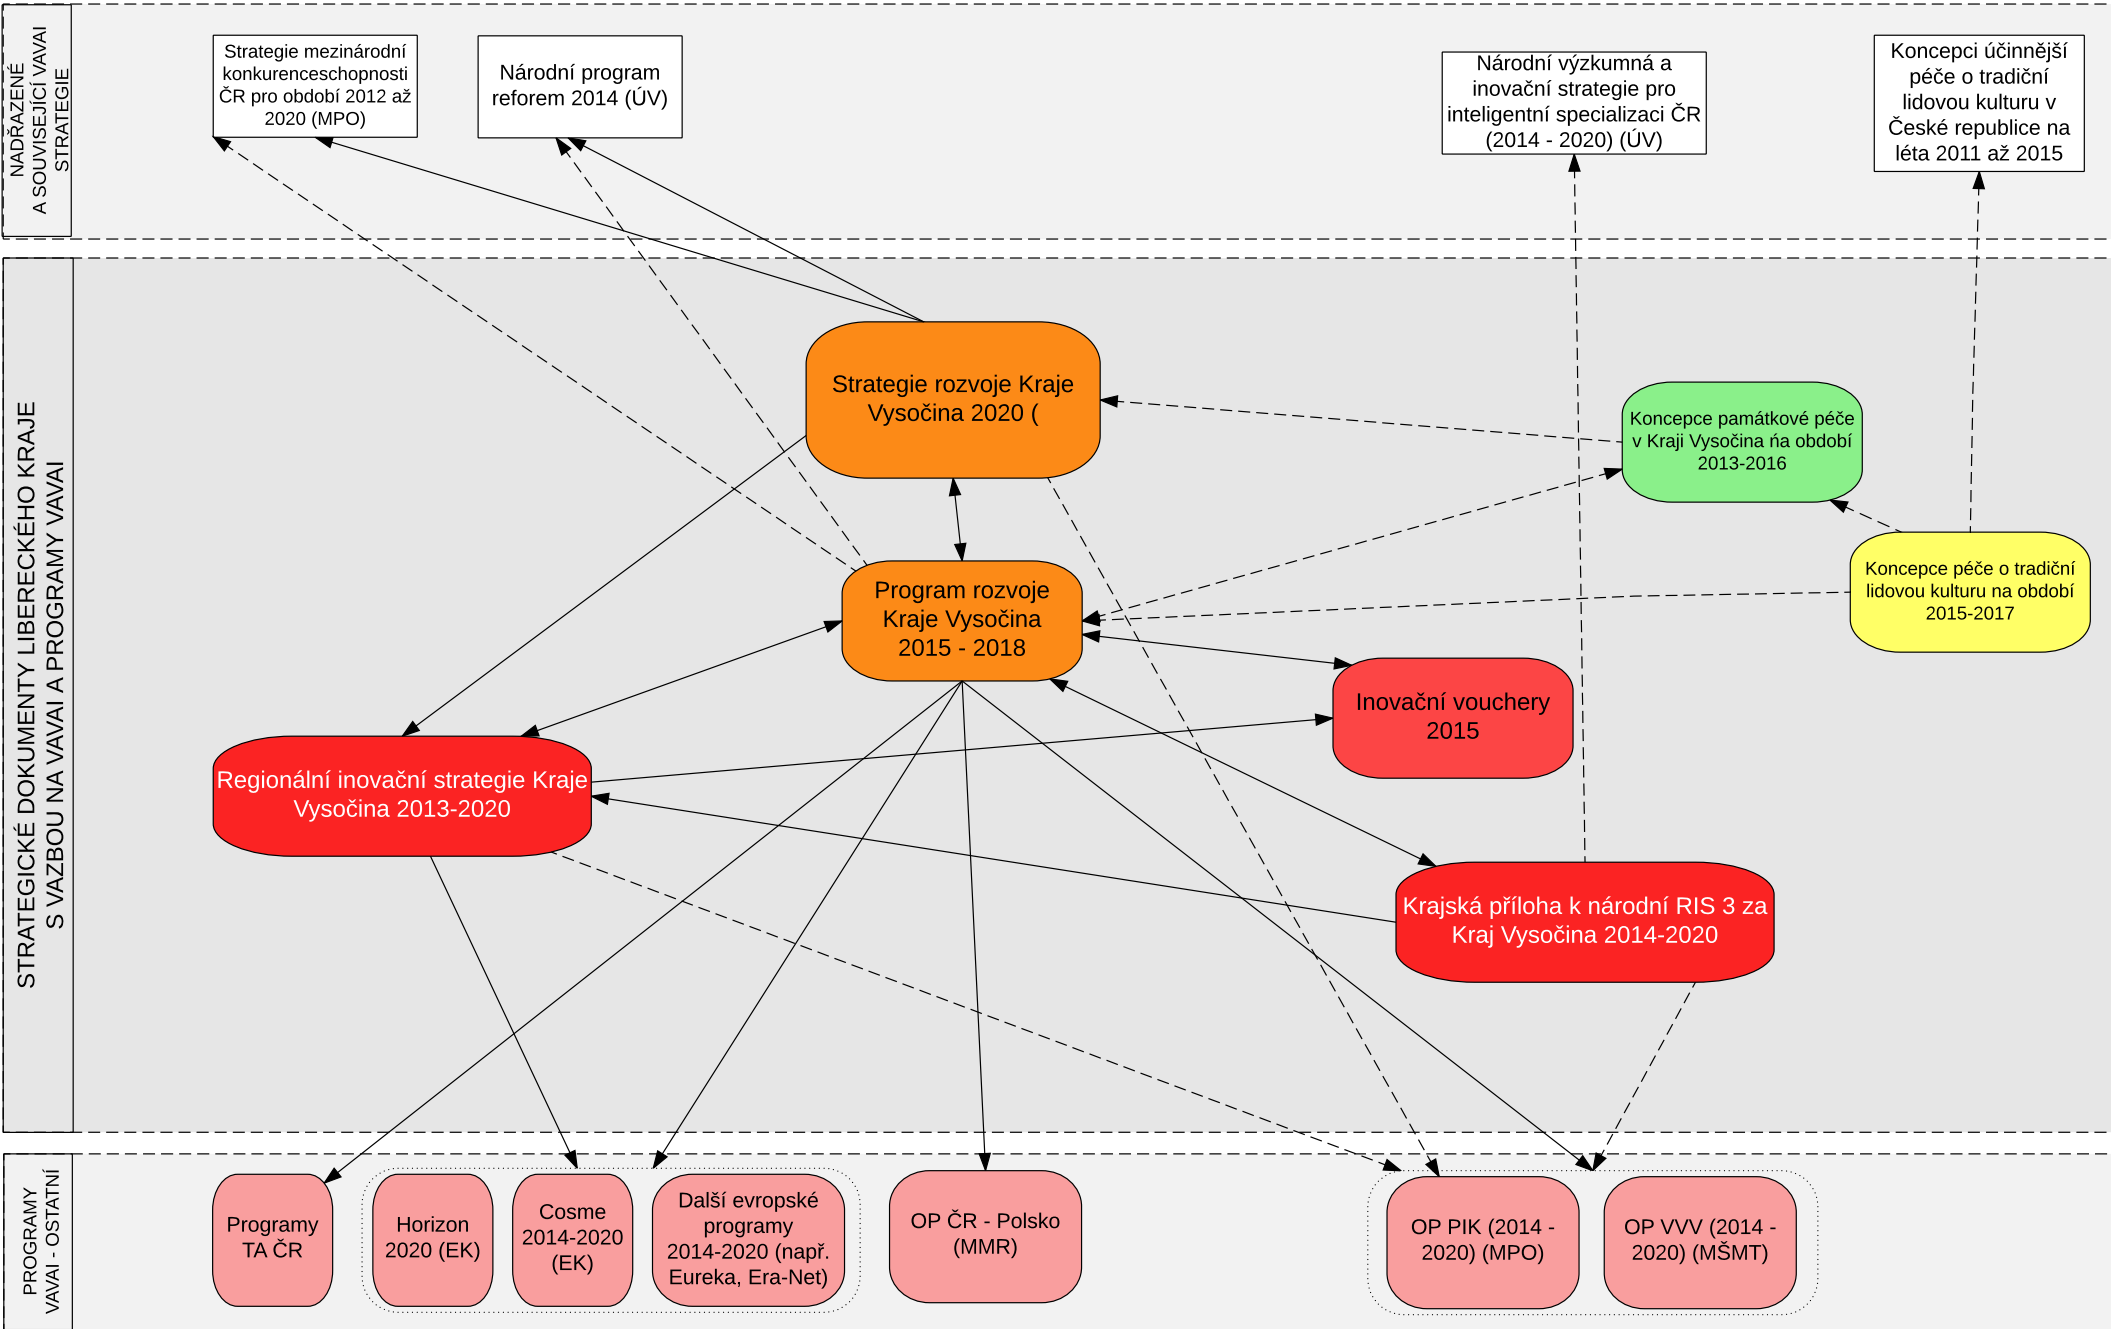 NADŘAZENÉ
A SOUVISEJÍCÍ VAVAI
STRATEGIE
Strategie mezinárodní
konkurenceschopnosti
ČR pro období 2012 až
2020 (MPO)
Národní program
reforem 2014 (ÚV)
Národní výzkumná a
inovační strategie pro
inteligentní specializaci ČR
(2014 - 2020) (ÚV)
Koncepci účinnější
péče o tradiční
lidovou kulturu v
České republice na
léta 2011 až 2015
STRATEGICKÉ DOKUMENTY LIBERECKÉHO KRAJE
S VAZBOU NA VAVAI A PROGRAMY VAVAI
Strategie rozvoje Kraje
Vysočina 2020 (
Koncepce památkové péče
v Kraji Vysočina ńa období
2013-2016
Program rozvoje
Kraje Vysočina
2015 - 2018
Koncepce péče o tradiční
lidovou kulturu na období
2015-2017
Inovační vouchery
2015
Regionální inovační strategie Kraje
Vysočina 2013-2020
Krajská příloha k národní RIS 3 za
Kraj Vysočina 2014-2020
PROGRAMY
VAVAI - OSTATNÍ
Programy
TA ČR
Horizon
2020 (EK)
Cosme
2014-2020
(EK)
Další evropské
programy
2014-2020 (např.
Eureka, Era-Net)
OP ČR - Polsko
(MMR)
OP PIK (2014 -
2020) (MPO)
OP VVV (2014 -
2020) (MŠMT)